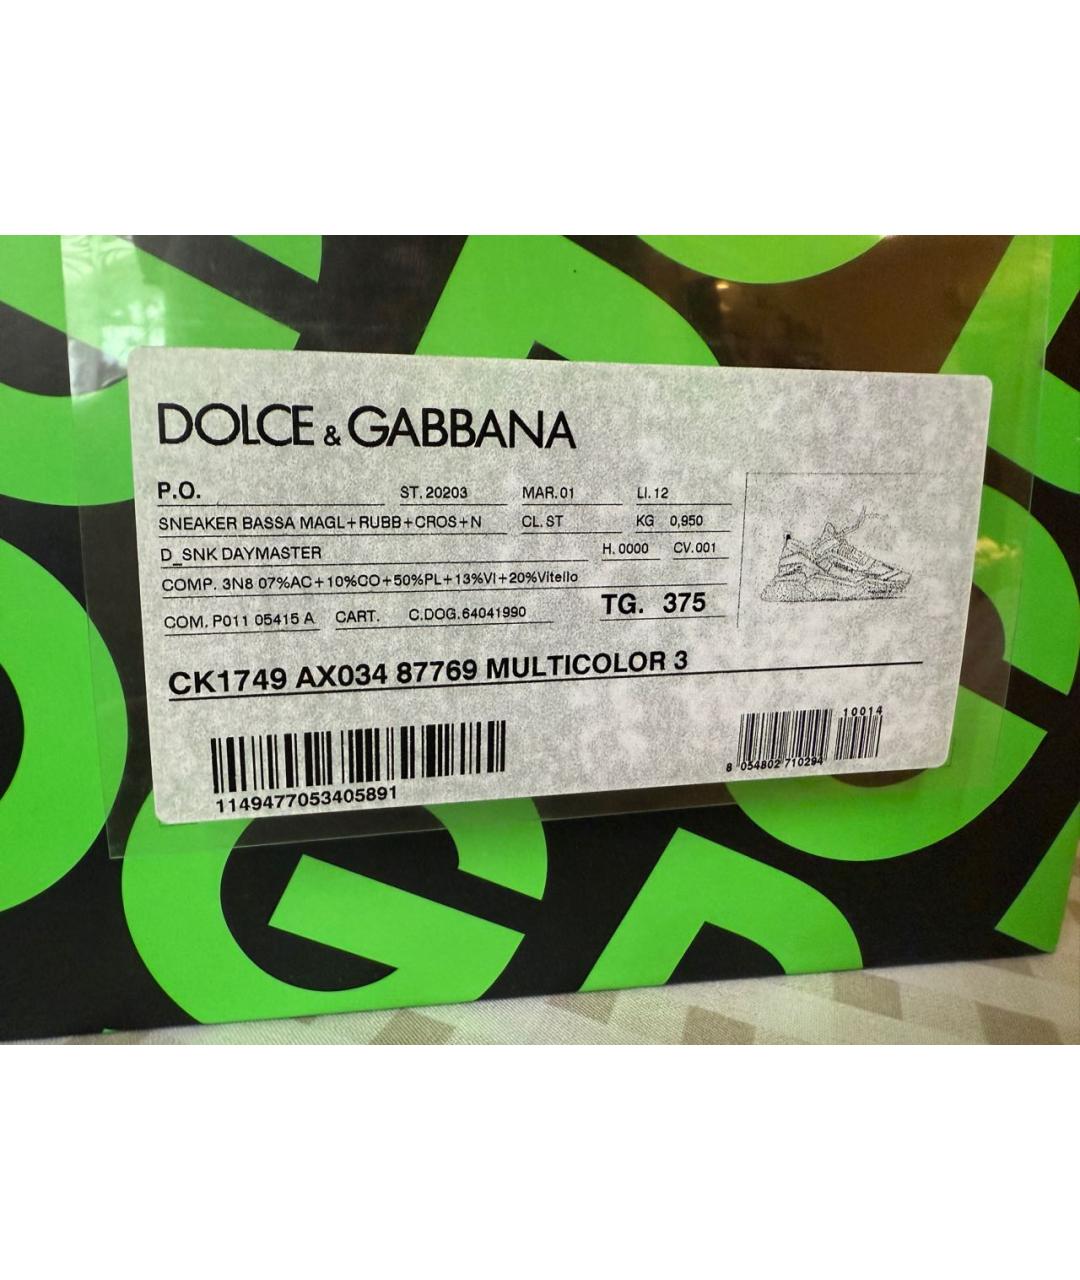 DOLCE & GABBANA
P.O. ST. 20203 MAR. 01 LI. 12
SNEAKER BASSA MAGL+RUBB+CROS+N CL. ST KG 0,950
D_SNK DAYMASTER H. 0000 CV. 001
COMP. 3N8 07%AC+10%CO+50%PL+13%VI+20%Vitello
COM. P011 05415 A CART. C.DOG.64041990 TG. 375
CK1749 AX034 87769 MULTICOLOR 3
1149477053405891
10014
8 054802 710294